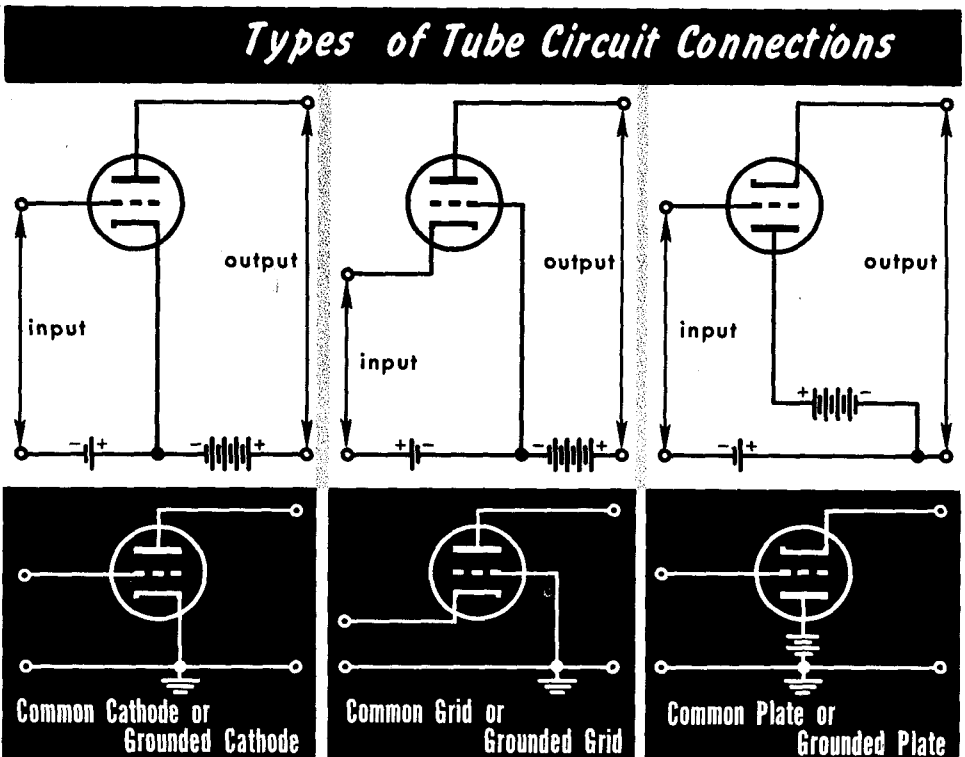 Types of Tube Circuit Connections
output
input
- +
- +
output
input
+ -
- +
output
input
+ -
- +
Common Cathode or
Grounded Cathode
Common Grid or
Grounded Grid
Common Plate or
Grounded Plate